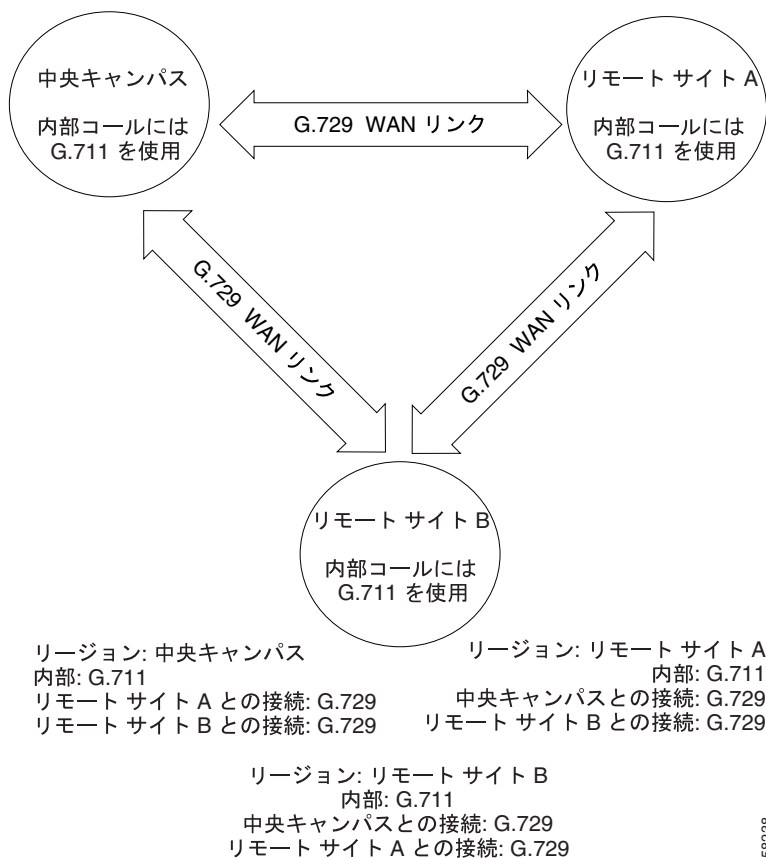 中央キャンパス
内部コールには
G.711 を使用
G.729 WAN リンク
リモート サイト A
内部コールには
G.711 を使用
G.729 WAN リンク
G.729 WAN リンク
リモート サイト B
内部コールには
G.711 を使用
リージョン: 中央キャンパス
内部: G.711
リモート サイト A との接続: G.729
リモート サイト B との接続: G.729
リージョン: リモート サイト A
内部: G.711
中央キャンパスとの接続: G.729
リモート サイト B との接続: G.729
リージョン: リモート サイト B
内部: G.711
中央キャンパスとの接続: G.729
リモート サイト A との接続: G.729